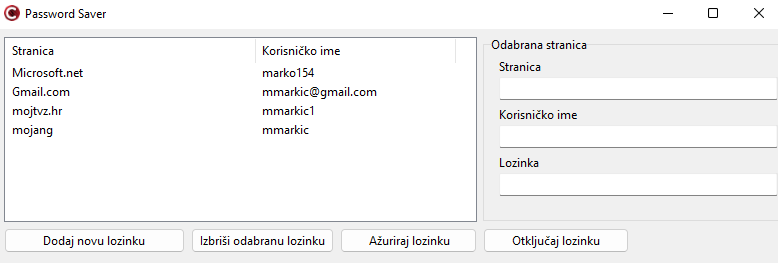 Password Saver
Stranica Korisničko ime
Microsoft.net marko154
Gmail.com mmarkic@gmail.com
mojtvz.hr mmarkic1
mojang mmarkic
Odabrana stranica
Stranica
Korisničko ime
Lozinka
Dodaj novu lozinku Izbriši odabranu lozinku Ažuriraj lozinku Otključaj lozinku